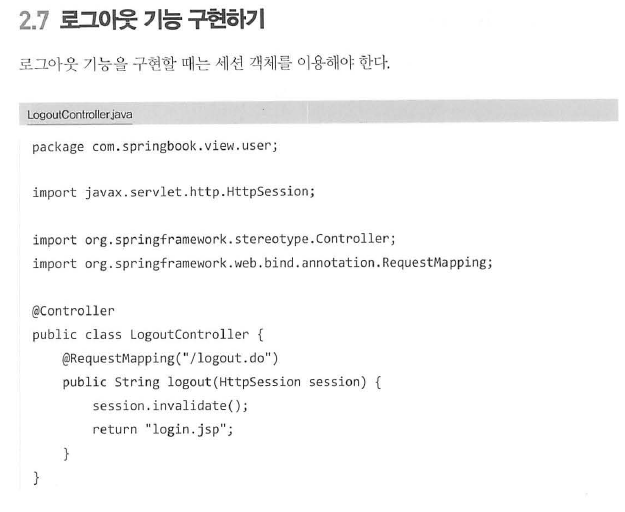 2.7 로그아웃 기능 구현하기
로그아웃 기능을 구현할 때는 세션 객체를 이용해야 한다.
LogoutController.java
package com.springbook.view.user;
import javax.servlet.http.HttpSession;
import org.springframework.stereotype.Controller;
import org.springframework.web.bind.annotation.RequestMapping;
@Controller
public class LogoutController {
    @RequestMapping("/logout.do")
    public String logout(HttpSession session) {
        session.invalidate();
        return "login.jsp";
    }
}